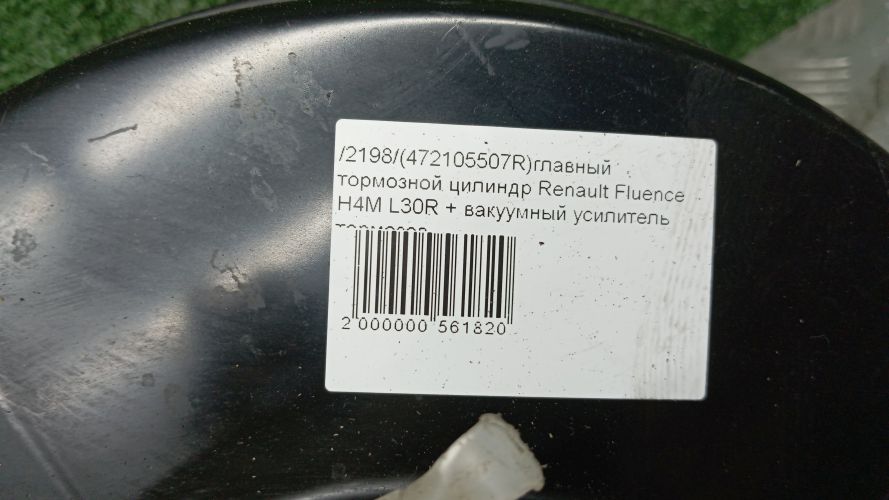 /2198/(472105507R)главный
тормозной цилиндр Renault Fluence
H4M L30R + вакуумный усилитель
2 000000 561820